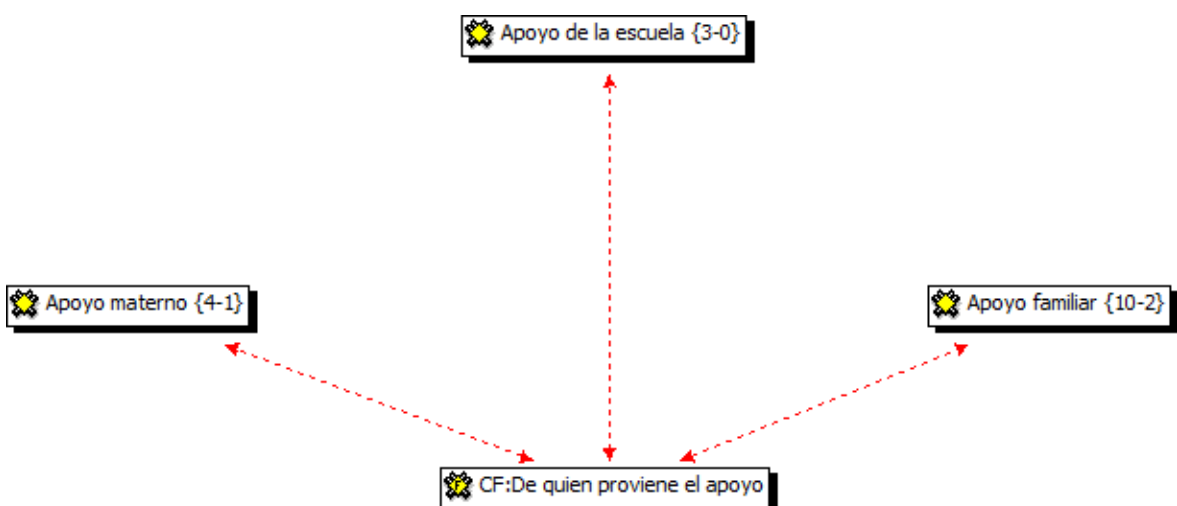 Apoyo de la escuela {3-0}
Apoyo materno {4-1}
Apoyo familiar {10-2}
CF:De quien proviene el apoyo